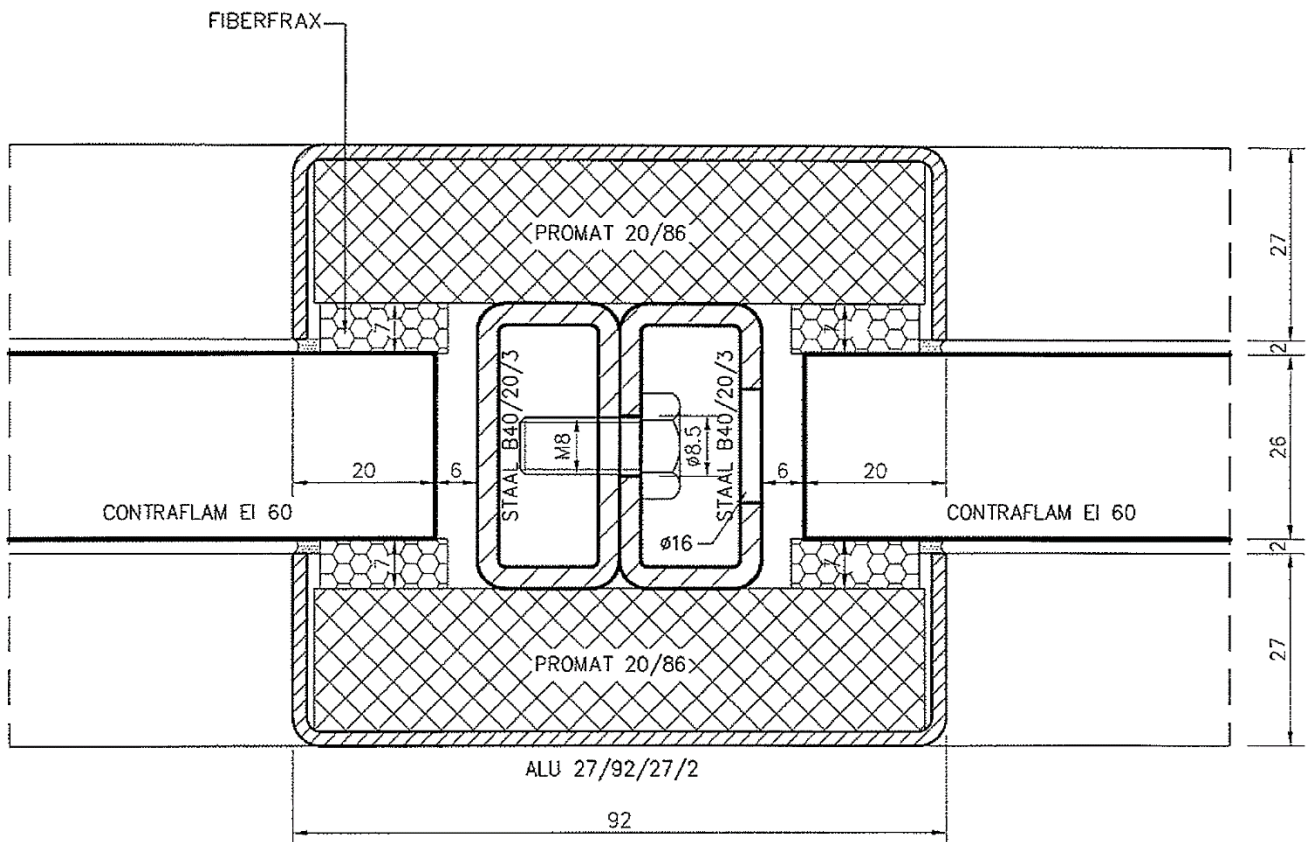 FIBERFRAX
PROMAT 20/86
27
7
7
2
STAAL B40/20/3
M8
Ø8.5
STAAL B40/20/3
26
20
6
6
20
CONTRAFLAM EI 60
CONTRAFLAM EI 60
Ø16
2
7
7
27
PROMAT 20/86
ALU 27/92/27/2
92